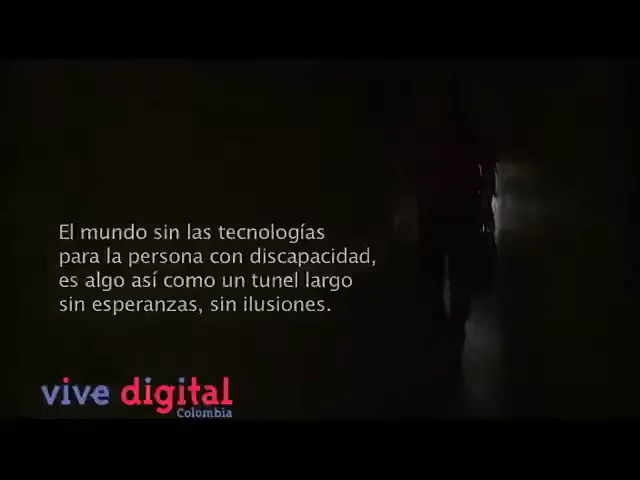 El mundo sin las tecnologías
para la persona con discapacidad,
es algo así como un tunel largo
sin esperanzas, sin ilusiones.
vive digital
Colombia